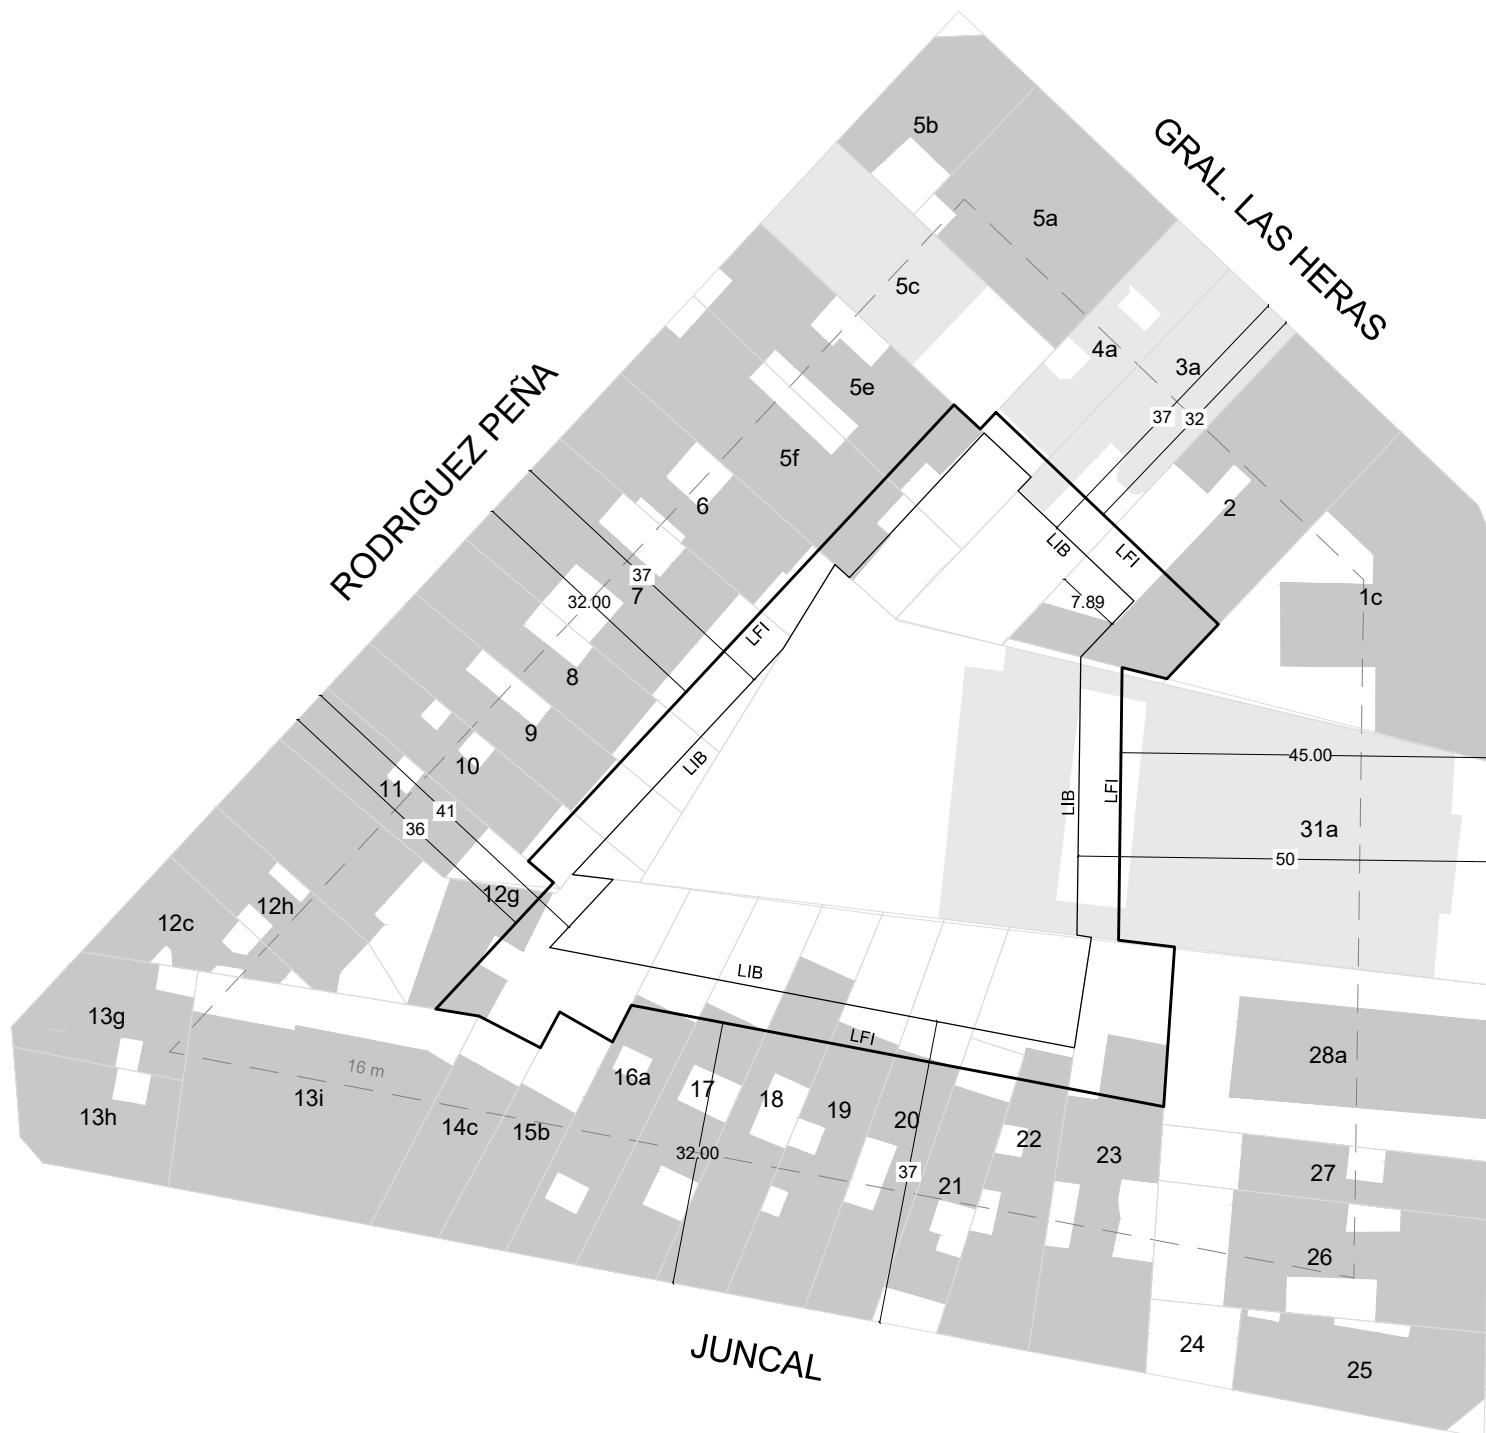 5b
GRAL. LAS HERAS
5a
5c
4a
3a
5e
37
32
5f
RODRIGUEZ PEÑA
6
2
LIB
LFI
37
7
32.00
7.89
1c
LFI
8
9
45.00
10
LIB
11
LIB
LFI
41
36
31a
50
12g
12h
12c
LIB
13g
LFI
16 m
28a
16a
17
18
13i
13h
19
20
14c
15b
22
32.00
23
37
27
21
26
24
JUNCAL
25